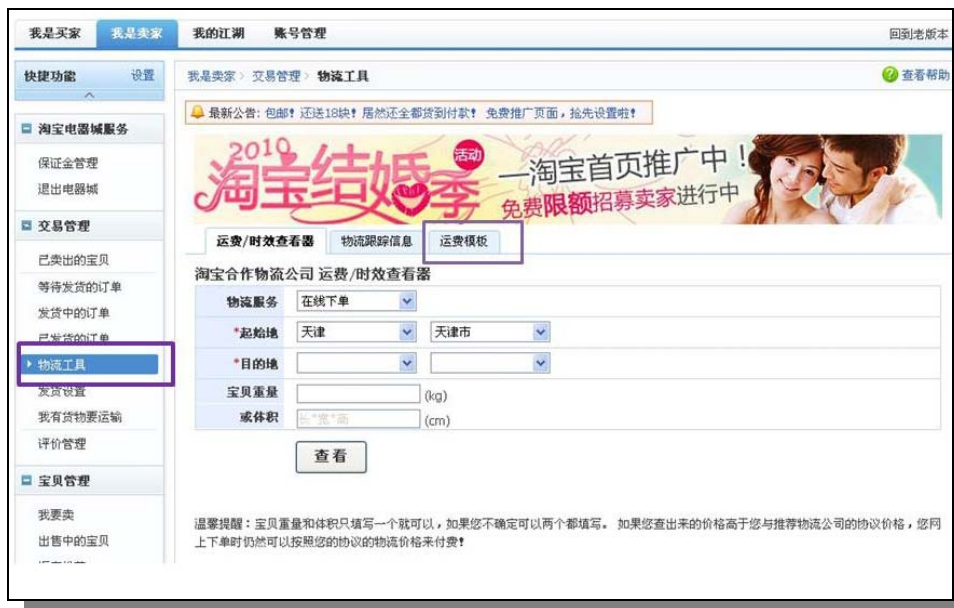 我是买家 我是卖家 我的江湖 账号管理 回到老版本
快捷功能 设置
我是卖家> 交易管理> 物流工具 查看帮助
最新公告: 包邮! 还送18块! 居然还全都货到付款! 免费推广页面，抢先设置啦!
淘宝电器城服务
保证金管理
退出电器城
2010
淘宝结婚季
活动
—淘宝首页推广中！
免费限额招募卖家进行中
交易管理
已卖出的宝贝
等待发货的订单
发货中的订单
已发货的订单
物流工具
发货设置
我有货物要运输
评价管理
宝贝管理
我要卖
出售中的宝贝
运费/时效查看器 物流跟踪信息 运费模板
淘宝合作物流公司 运费/时效查看器
物流服务 在线下单
*起始地 天津 天津市
*目的地
宝贝重量 (kg)
或体积 长*宽*高 (cm)
查看
温馨提醒：宝贝重量和体积只填写一个就可以，如果您不确定可以两个都填写。 如果您查出来的价格高于您与推荐物流公司的协议价格，您网
上下单时仍然可以按照您的协议的物流价格来付费!